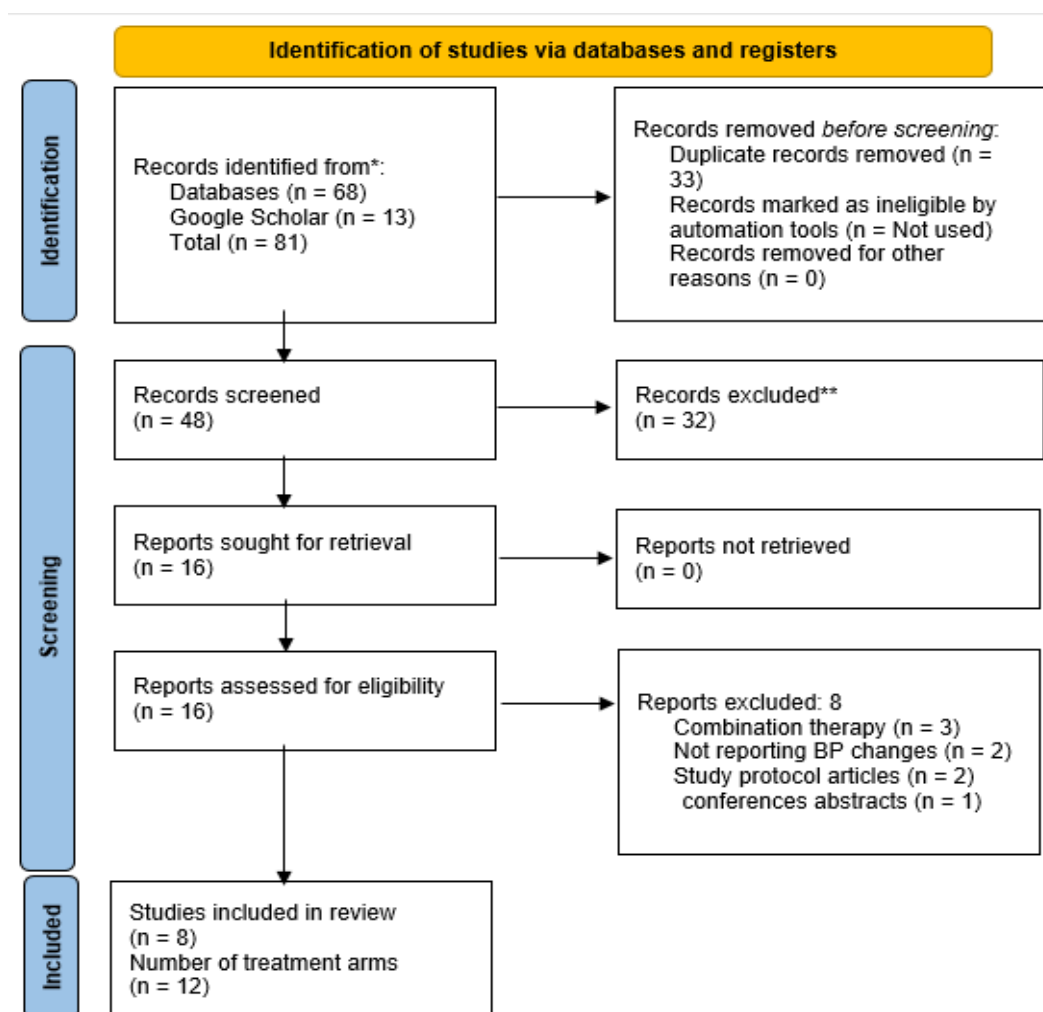 Identification of studies via databases and registers
Identification
Records identified from*:
Databases (n = 68)
Google Scholar (n = 13)
Total (n = 81)
Records removed before screening:
Duplicate records removed (n =
33)
Records marked as ineligible by
automation tools (n = Not used)
Records removed for other
reasons (n = 0)
Screening
Records screened
(n = 48)
Records excluded**
(n = 32)
Reports sought for retrieval
(n = 16)
Reports not retrieved
(n = 0)
Reports assessed for eligibility
(n = 16)
Reports excluded: 8
Combination therapy (n = 3)
Not reporting BP changes (n = 2)
Study protocol articles (n = 2)
conferences abstracts (n = 1)
Included
Studies included in review
(n = 8)
Number of treatment arms
(n = 12)